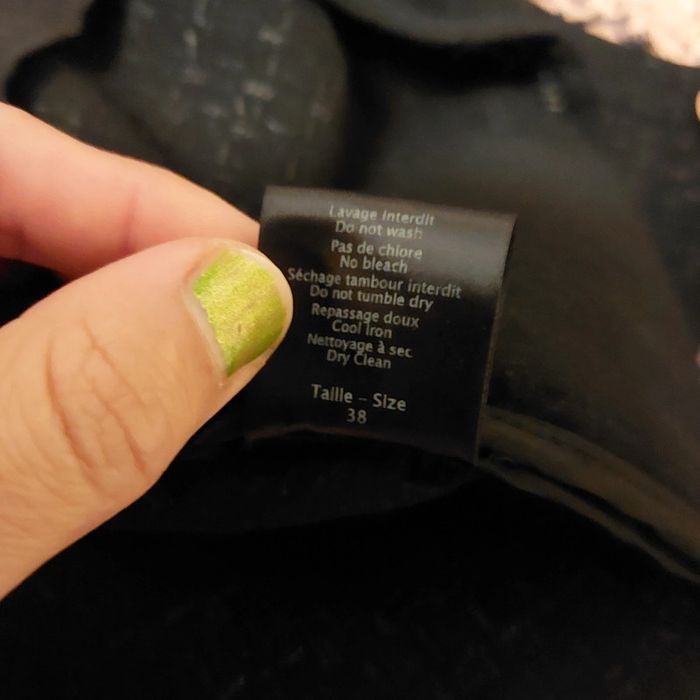 Lavage Interdit
Do not wash
Pas de chlore
No bleach
Séchage tambour interdit
Do not tumble dry
Repassage doux
Cool Iron
Nettoyage à sec
Dry Clean
Taille - Size
38